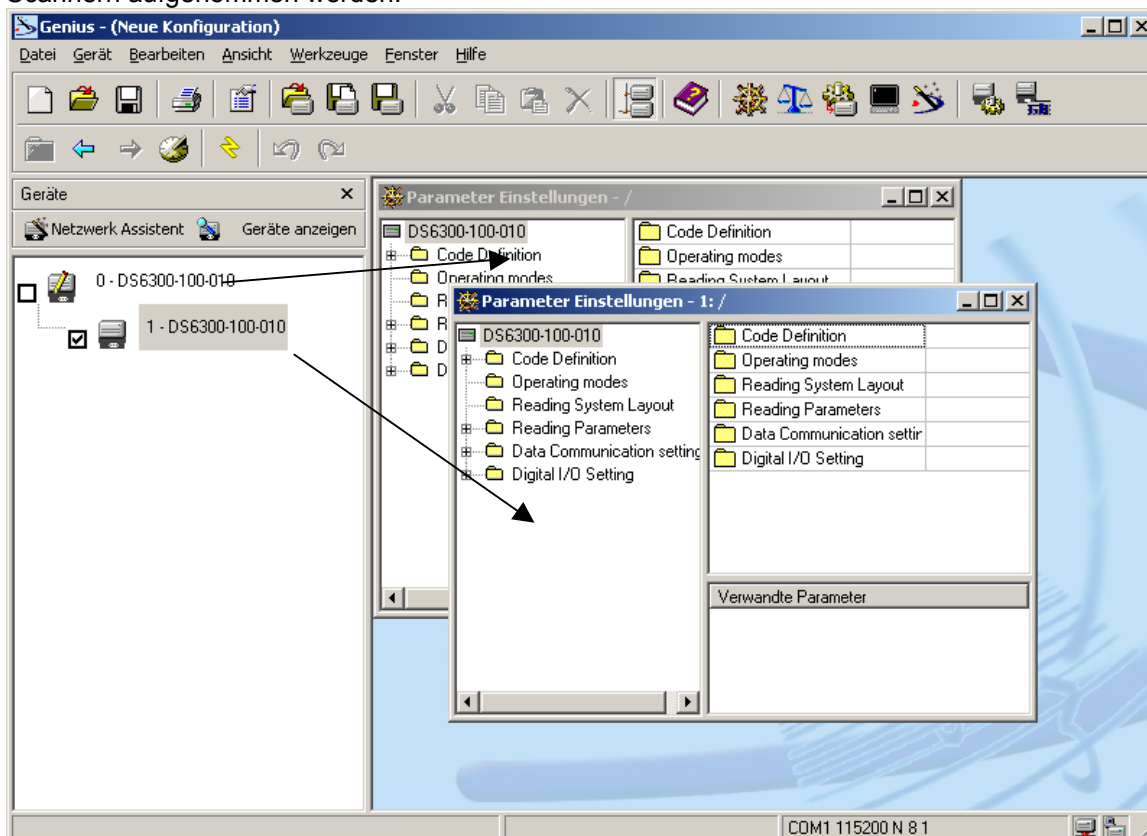 Scannern aufgenommen werden.
Genius - (Neue Konfiguration)
Datei Gerät Bearbeiten Ansicht Werkzeuge Fenster Hilfe
Geräte
Netzwerk Assistent Geräte anzeigen
0 - DS6300-100-010
1 - DS6300-100-010
Parameter Einstellungen - /
DS6300-100-010
Code Definition
Operating modes
R
R
D
D
Code Definition
Operating modes
Reading System Layout
Parameter Einstellungen - 1: /
DS6300-100-010
Code Definition
Operating modes
Reading System Layout
Reading Parameters
Data Communication setting
Digital I/O Setting
Code Definition
Operating modes
Reading System Layout
Reading Parameters
Data Communication settin
Digital I/O Setting
Verwandte Parameter
COM1 115200 N 8 1